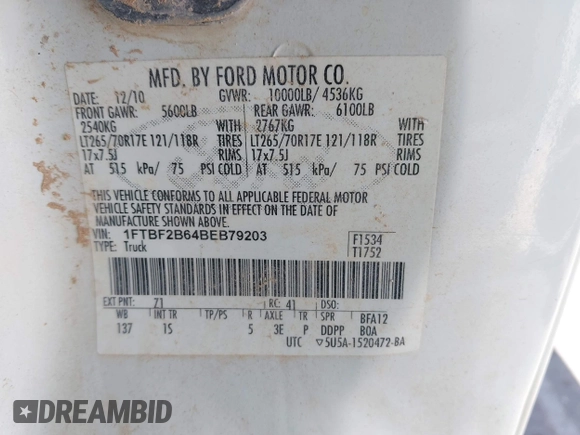 MFD. BY FORD MOTOR CO.
DATE: 12/10 GVWR: 10000LB/ 4536KG
FRONT GAWR: 5600LB REAR GAWR: 6100LB
2540KG WITH 2767KG WITH
LT265/70R17E 121/118R TIRES LT265/70R17E 121/118R TIRES
17x7.5J RIMS 17x7.5J RIMS
AT 515 kPa/ 75 PSI COLD AT 515 kPa/ 75 PSI COLD
THIS VEHICLE CONFORMS TO ALL APPLICABLE FEDERAL MOTOR
VEHICLE SAFETY STANDARDS IN EFFECT ON THE DATE OF
MANUFACTURE SHOWN ABOVE.
VIN: 1FTBF2B64BEB79203 F1534
TYPE: Truck T1752
EXT PNT: Z1 RC: 41 DSO:
WB INT TR TP/PS R AXLE TR SPR BFA12
137 1S 5 3E P DDPP BOA
UTC ▽5U5A-1520472-BA
DREAMBID